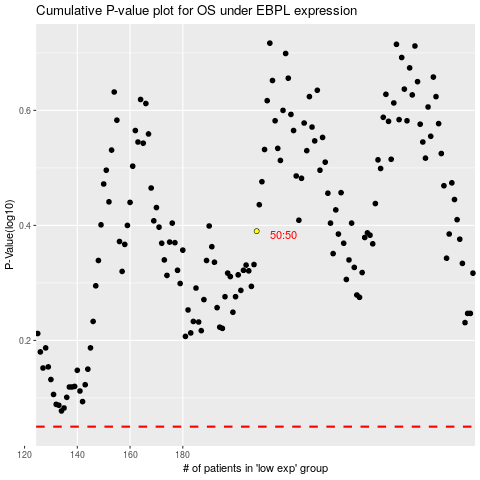 Cumulative P-value plot for OS under EBPL expression
P-Value(log10)
0.6
0.4
0.2
50:50
120 140 160 180
# of patients in 'low exp' group